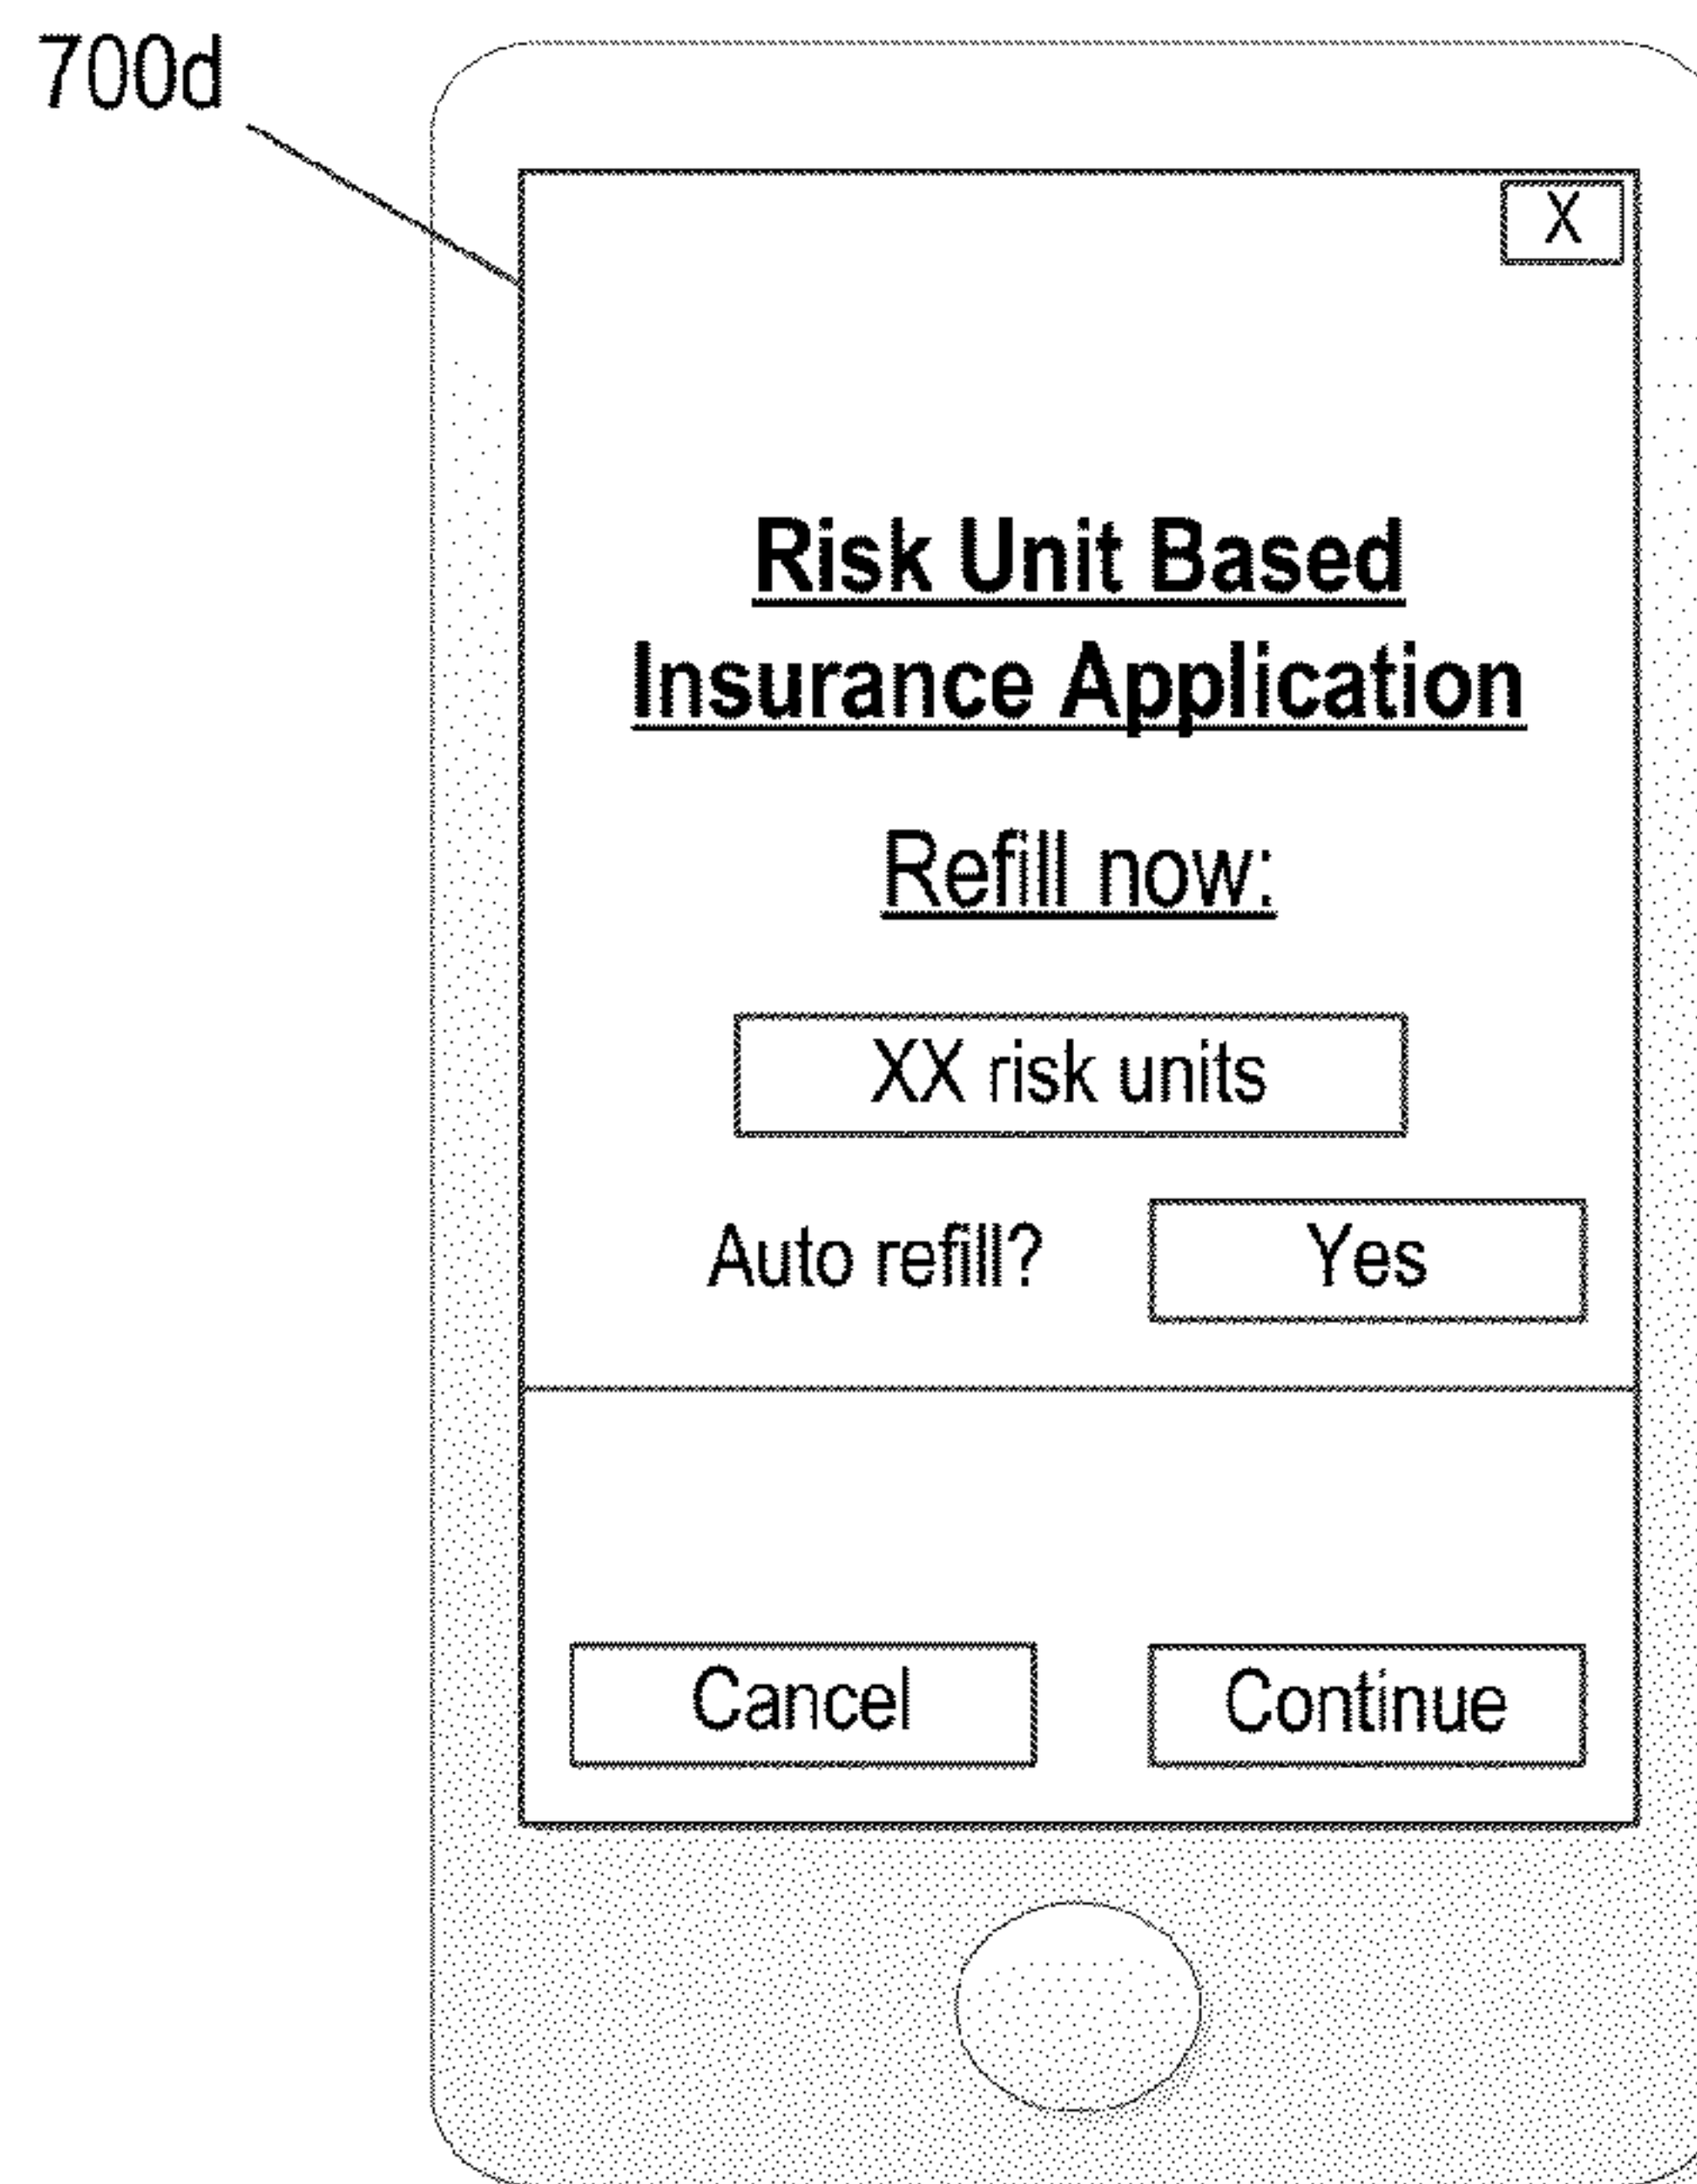 700d
X
Risk Unit Based
Insurance Application
Refill now:
XX risk units
Auto refill? Yes
Cancel Continue